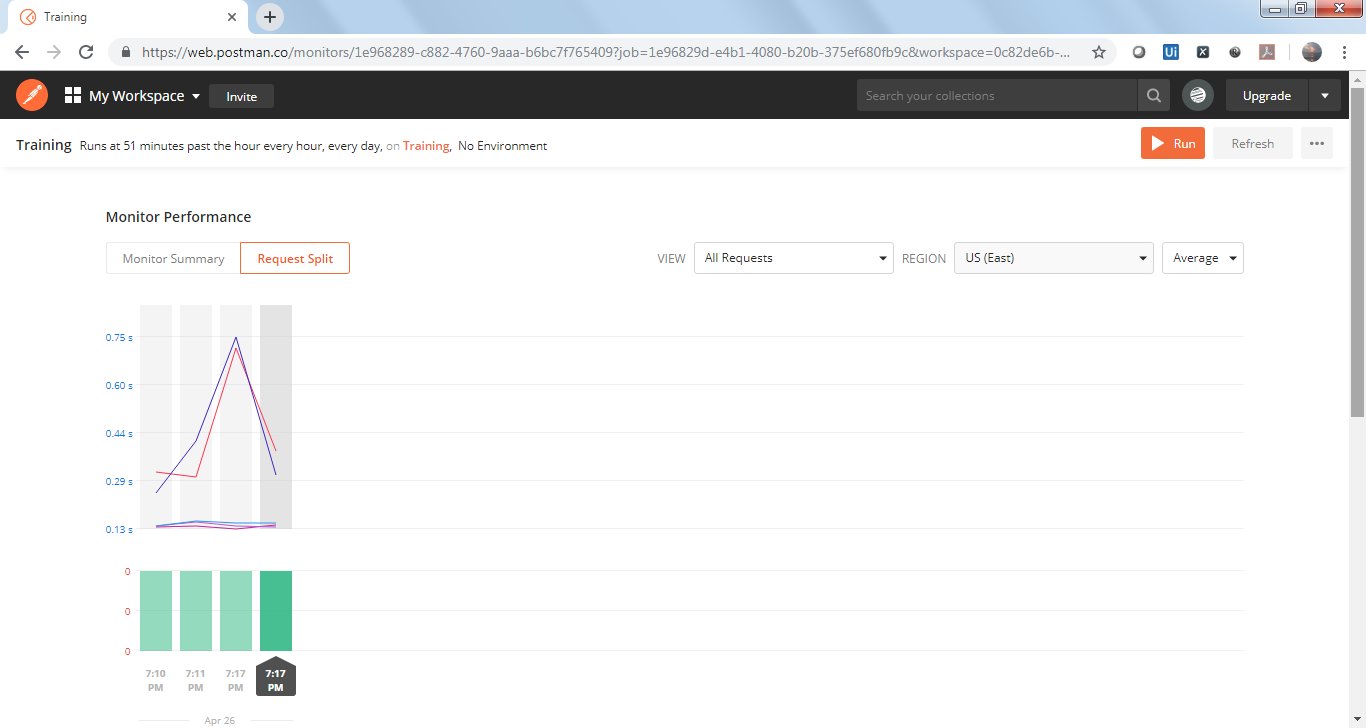 Training
https://web.postman.co/monitors/1e968289-c882-4760-9aaa-b6bc7f765409?job=1e96829d-e4b1-4080-b20b-375ef680fb9c&workspace=0c82de6b-...
Ui
X
My Workspace
Invite
Search your collections
Upgrade
Training Runs at 51 minutes past the hour every hour, every day, on Training, No Environment
Run
Refresh
Monitor Performance
Monitor Summary
Request Split
VIEW
All Requests
REGION
US (East)
Average
0.75 s
0.60 s
0.44 s
0.29 s
0.13 s
0
0
0
7:10 PM
7:11 PM
7:17 PM
7:17 PM
Apr 26